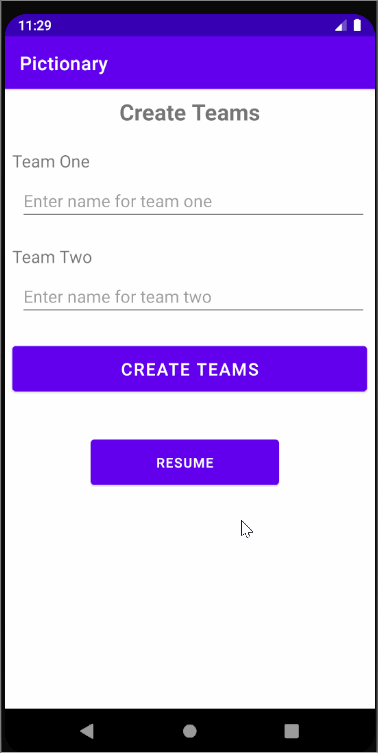 11:29
Pictionary
Create Teams
Team One
Enter name for team one
Team Two
Enter name for team two
CREATE TEAMS
RESUME